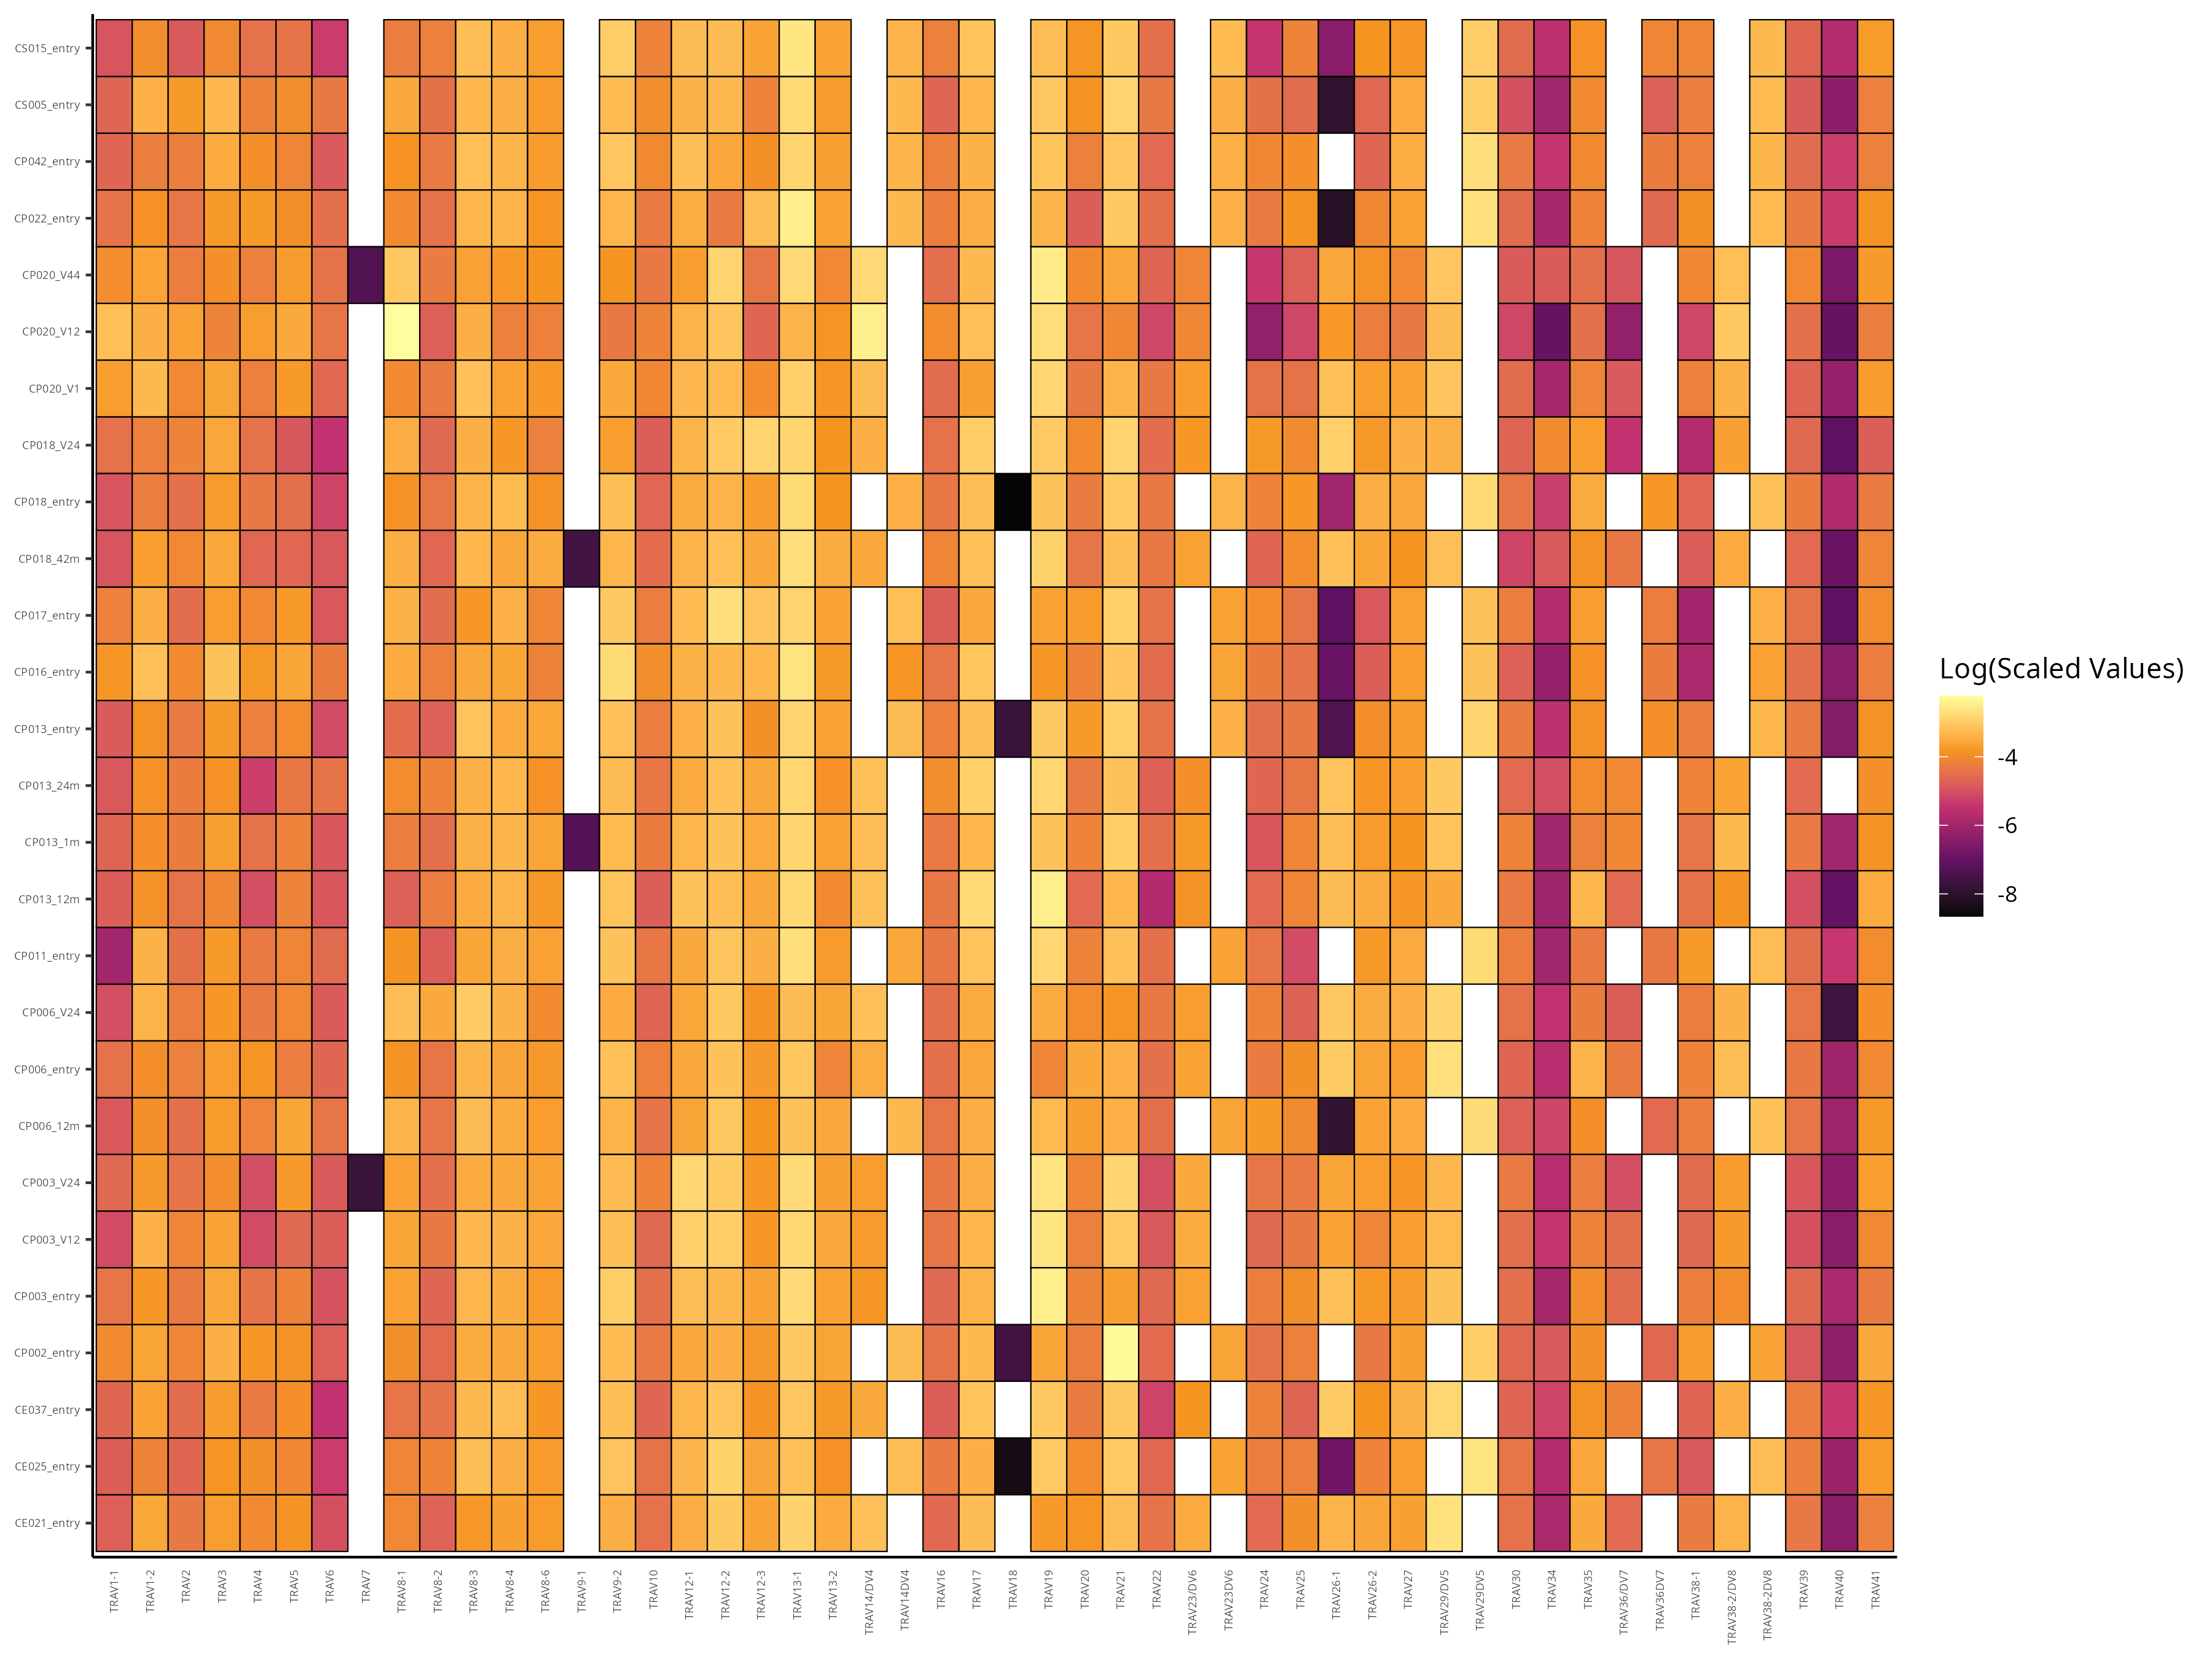 CS015_entry
CS005_entry
CP042_entry
CP022_entry
CP020_V44
CP020_V12
CP020_V1
CP018_V24
CP018_entry
CP018_42m
CP017_entry
CP016_entry
CP013_entry
CP013_24m
CP013_1m
CP013_12m
CP011_entry
CP006_V24
CP006_entry
CP006_12m
CP003_V24
CP003_V12
CP003_entry
CP002_entry
CE037_entry
CE025_entry
CE021_entry
TRAV1-1
TRAV1-2
TRAV2
TRAV3
TRAV4
TRAV5
TRAV6
TRAV7
TRAV8-1
TRAV8-2
TRAV8-3
TRAV8-4
TRAV8-6
TRAV9-1
TRAV9-2
TRAV10
TRAV12-1
TRAV12-2
TRAV12-3
TRAV13-1
TRAV13-2
TRAV14/DV4
TRAV14DV4
TRAV16
TRAV17
TRAV18
TRAV19
TRAV20
TRAV21
TRAV22
TRAV23/DV6
TRAV23DV6
TRAV24
TRAV25
TRAV26-1
TRAV26-2
TRAV27
TRAV29/DV5
TRAV29DV5
TRAV30
TRAV34
TRAV35
TRAV36/DV7
TRAV36DV7
TRAV38-1
TRAV38-2/DV8
TRAV38-2DV8
TRAV39
TRAV40
TRAV41
Log(Scaled Values)
-4
-6
-8